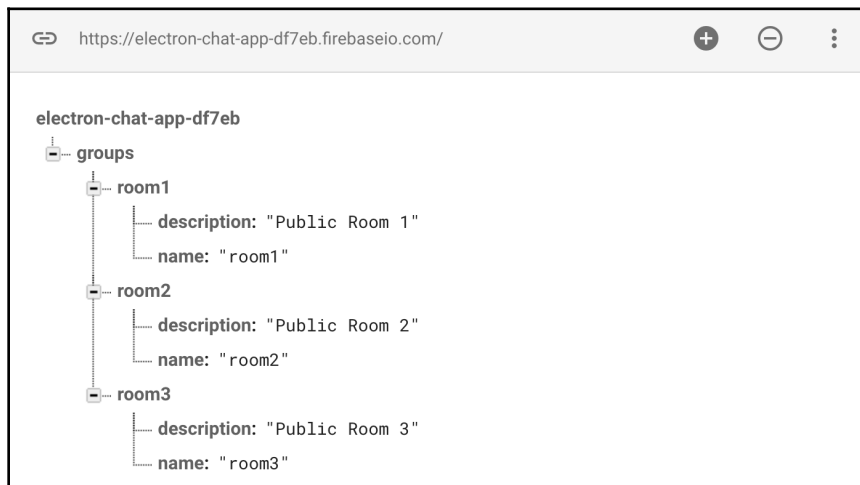 https://electron-chat-app-df7eb.firebaseio.com/
electron-chat-app-df7eb
groups
room1
description: "Public Room 1"
name: "room1"
room2
description: "Public Room 2"
name: "room2"
room3
description: "Public Room 3"
name: "room3"